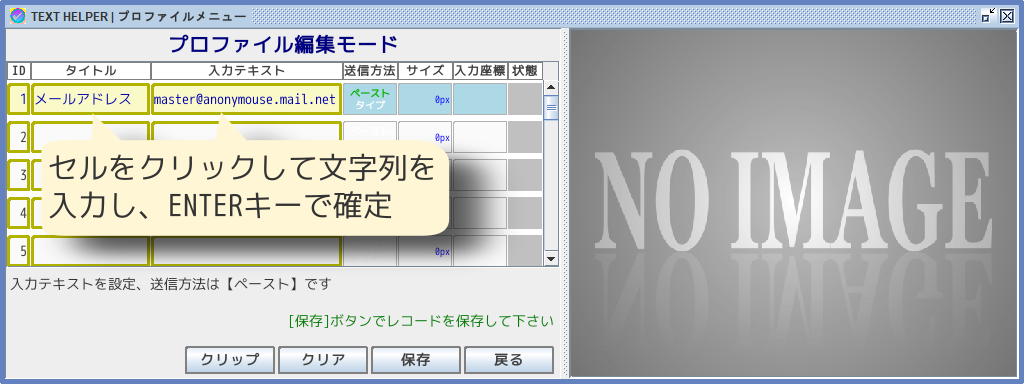 TEXT HELPER | プロファイルメニュー
プロファイル編集モード
ID タイトル 入力テキスト 送信方法 サイズ 入力座標 状態
1 メールアドレス master@anonymouse.mail.net ペースト タイプ 0px
2 0px
セルをクリックして文字列を
入力し、ENTERキーで確定
3
4
5 0px
入力テキストを設定、送信方法は【ペースト】です
[保存]ボタンでレコードを保存して下さい
クリップ クリア 保存 戻る
NO IMAGE